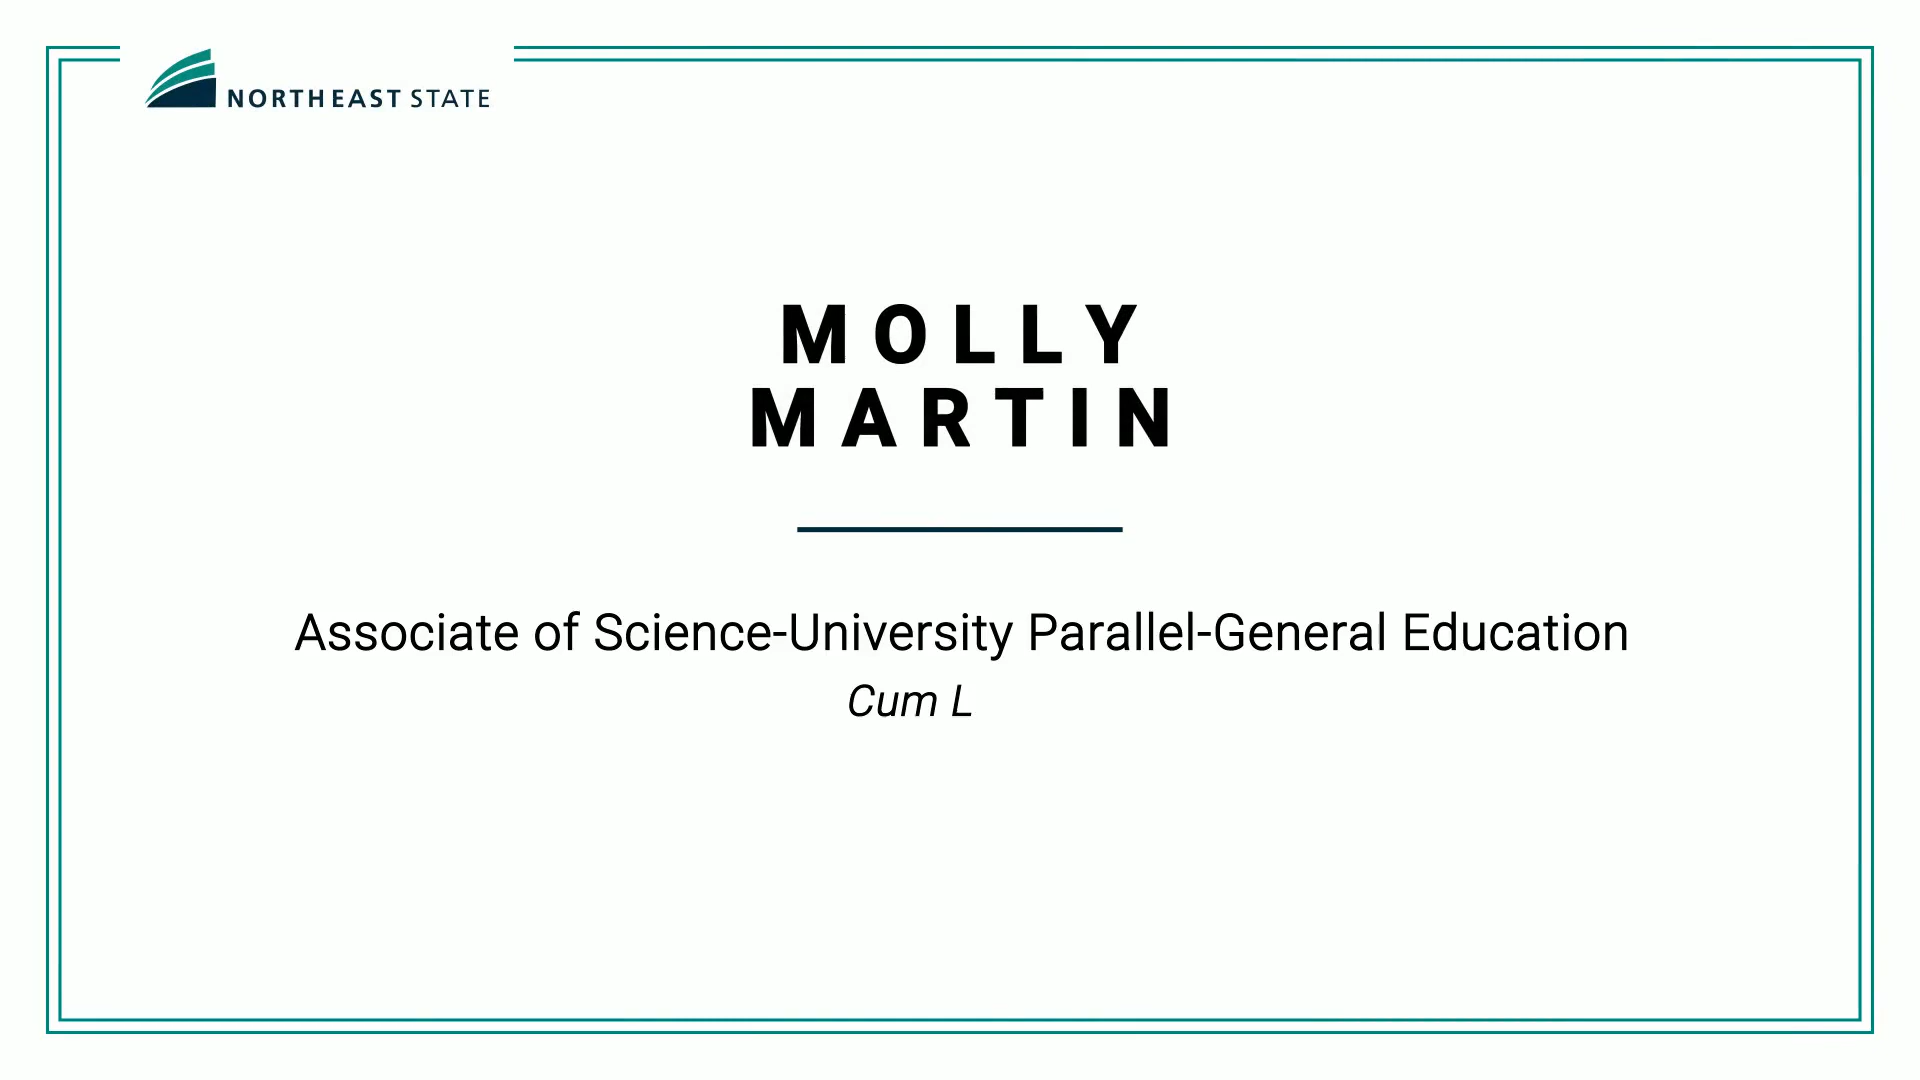 NORTHEAST STATE
MOLLY
MARTIN
Associate of Science-University Parallel-General Education
Cum L